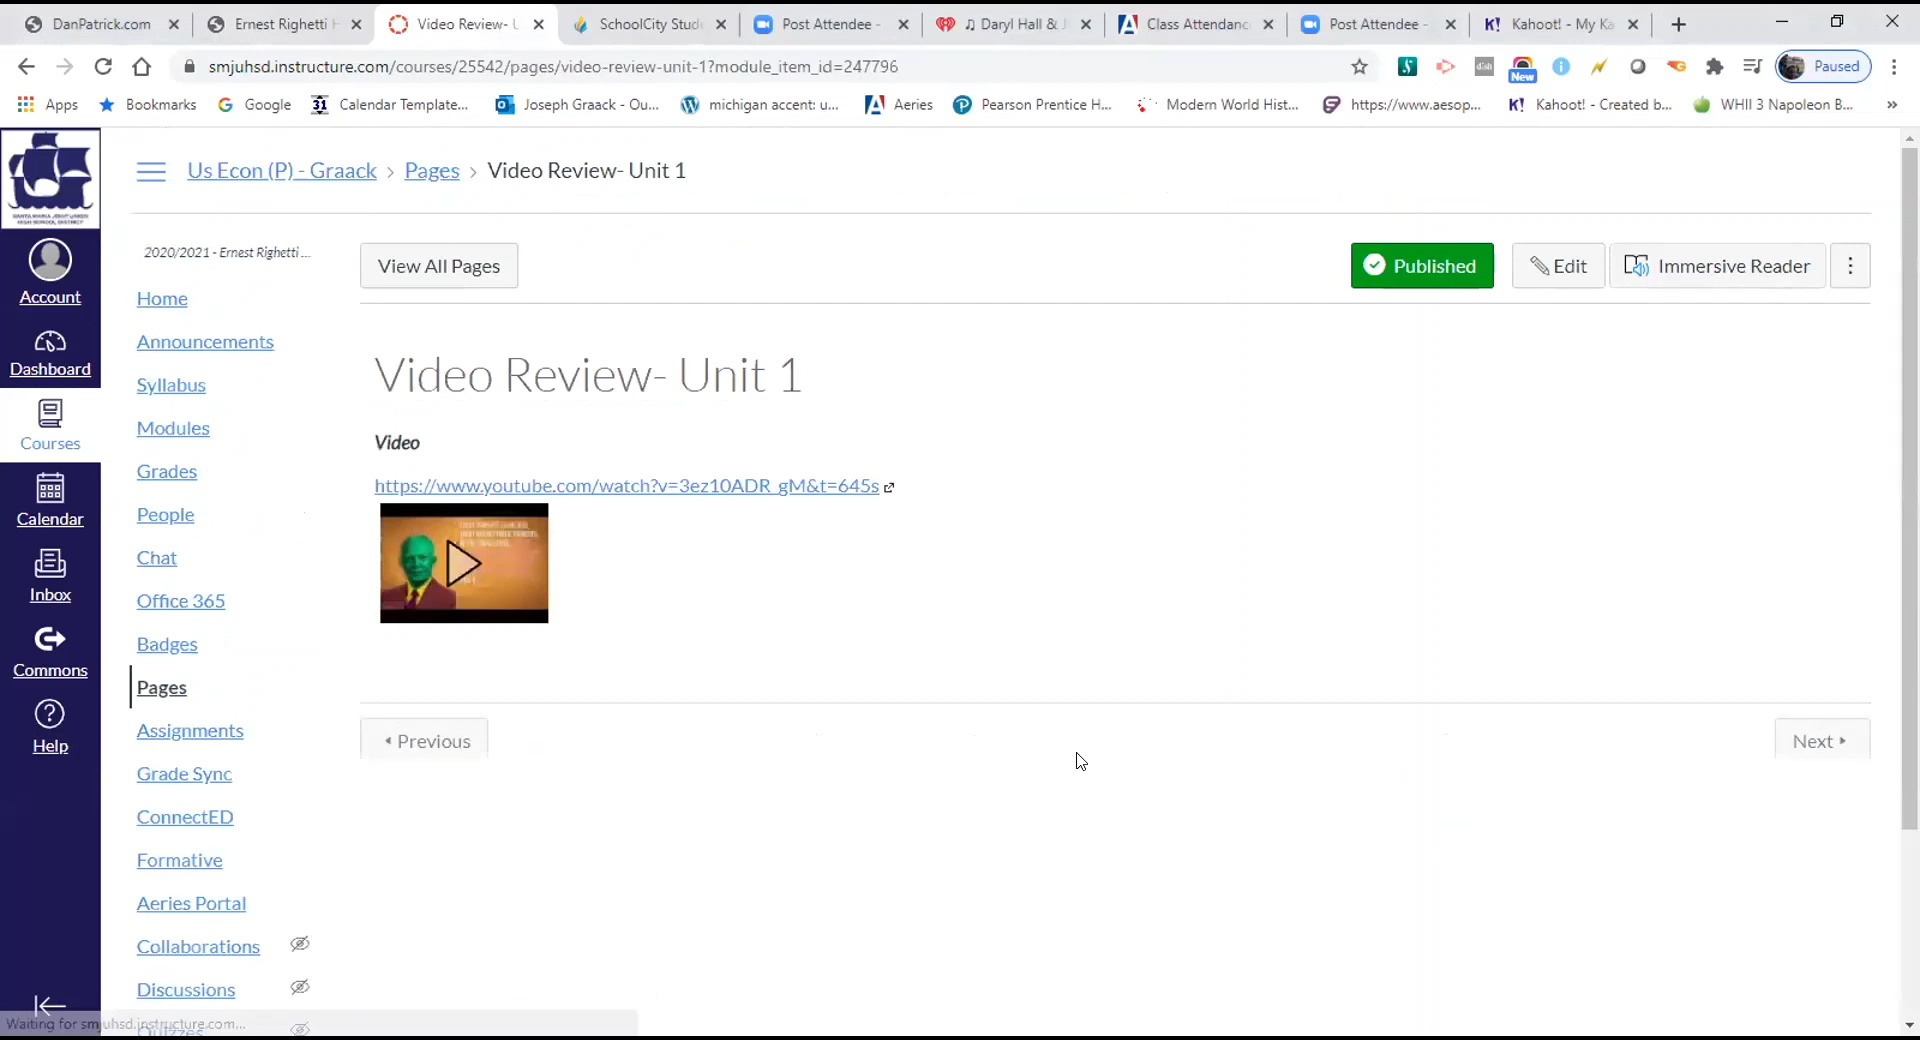 DanPatrick.com
Ernest Righetti H
Video Review- U
SchoolCity Stude
Post Attendee -
♫ Daryl Hall & J
Class Attendanc
Post Attendee -
Kahoot! - My Ka
smjuhsd.instructure.com/courses/25542/pages/video-review-unit-1?module_item_id=247796
dish
New
Paused
Apps
Bookmarks
Google
31 Calendar Template...
Joseph Graack - Ou...
michigan accent: u...
Aeries
Pearson Prentice H...
Modern World Hist...
https://www.aesop...
K! Kahoot! - Created b...
WHII 3 Napoleon B...
»
Us Econ (P) - Graack > Pages > Video Review- Unit 1
2020/2021 - Ernest Righetti ...
View All Pages
Published
Edit
Immersive Reader
Account
Dashboard
Courses
Calendar
Inbox
Commons
Help
Home
Announcements
Syllabus
Modules
Grades
People
Chat
Office 365
Badges
Pages
Assignments
Grade Sync
ConnectED
Formative
Aeries Portal
Collaborations
Discussions
Quizzes
Video Review- Unit 1
Video
https://www.youtube.com/watch?v=3ez10ADR_gM&t=645s
Previous
Next
Waiting for smjuhsd.instructure.com...